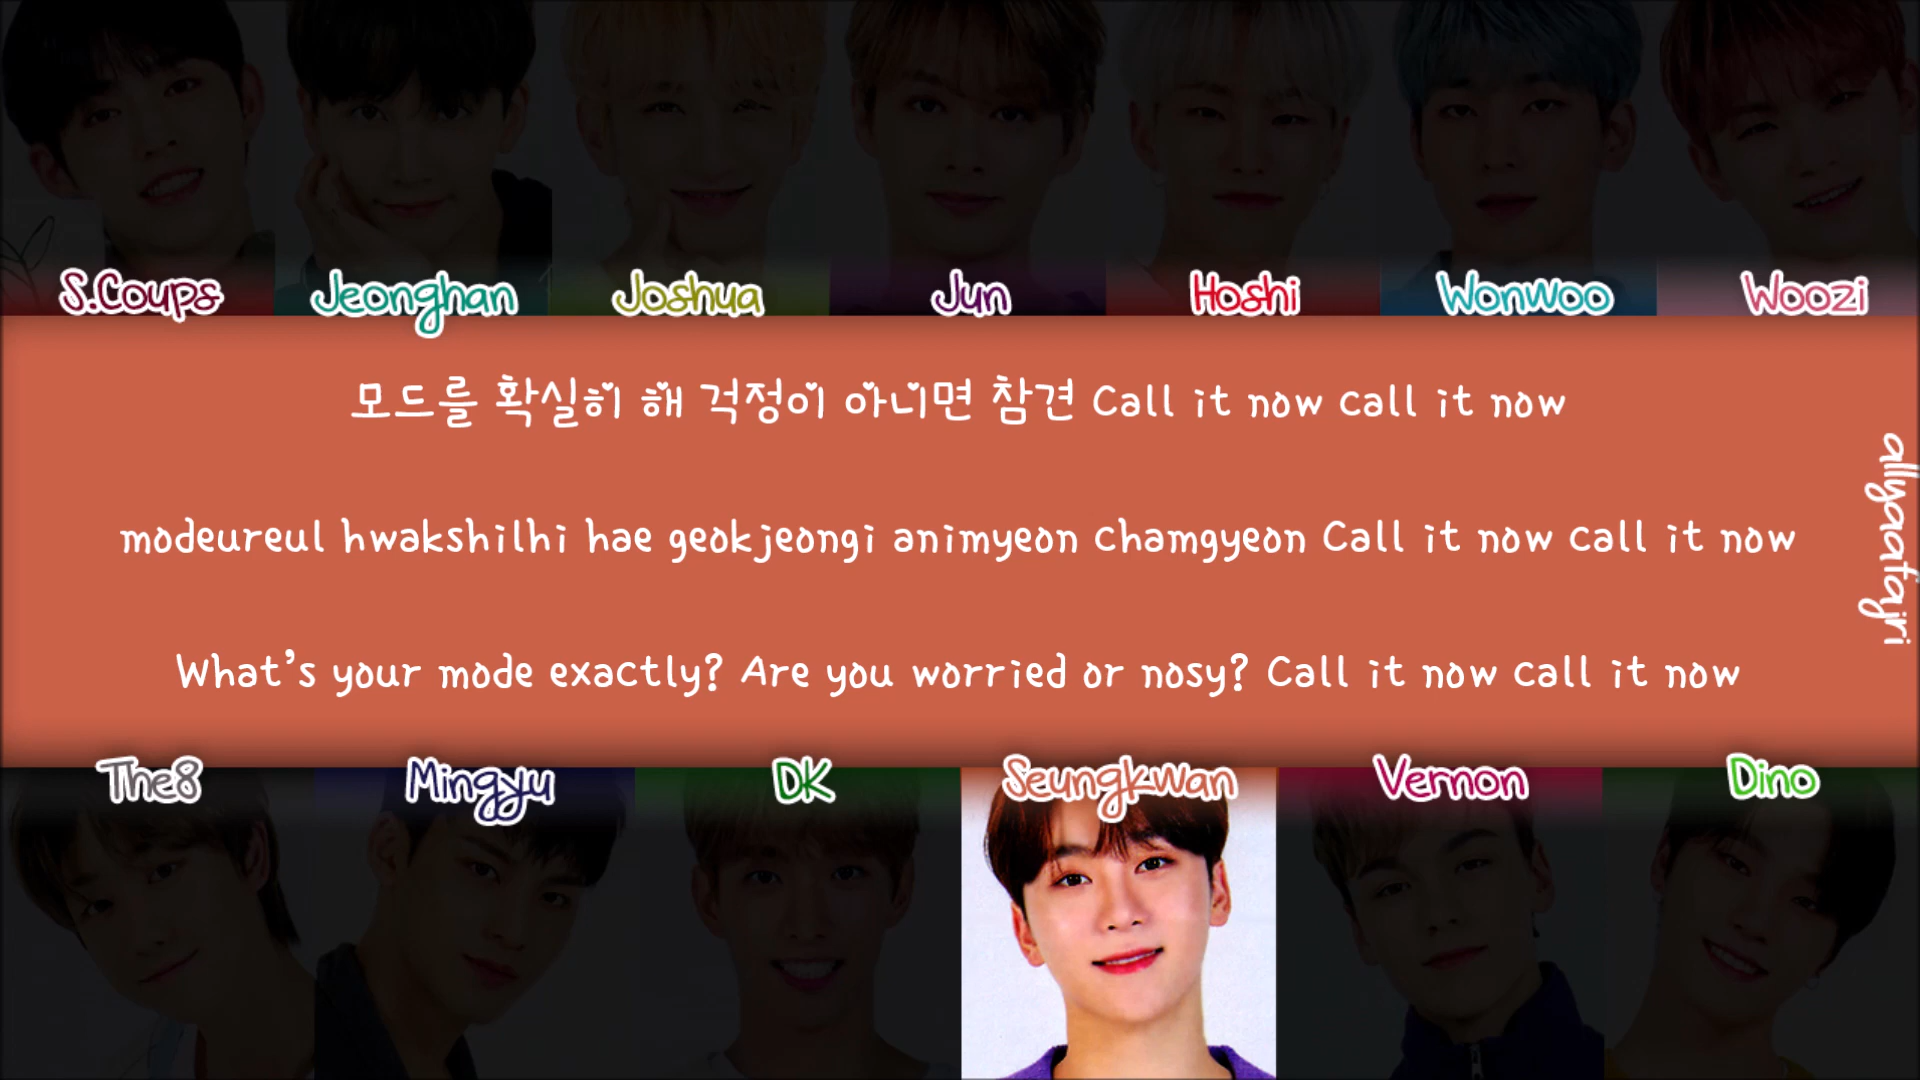 S.Coups Jeonghan Joshua Jun Hoshi Wonwoo Woozi
모드를 확실히 해 걱정이 아니면 참견 Call it now call it now
modeureul hwakshilhi hae geokjeongi animyeon chamgyeon Call it now call it now
What's your mode exactly? Are you worried or nosy? Call it now call it now
allyaafajri
The8 Mingyu DK Seungkwan Vernon Dino